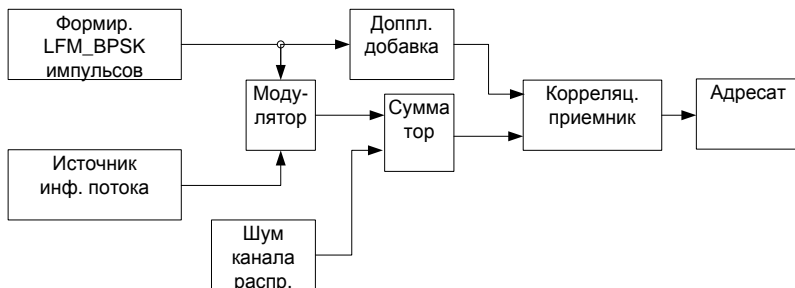 Формир.
LFM_BPSK
импульсов
Доппл.
добавка
Моду-
лятор
Сумма
тор
Корреляц.
приемник
Адресат
Источник
инф. потока
Шум
канала
распр.